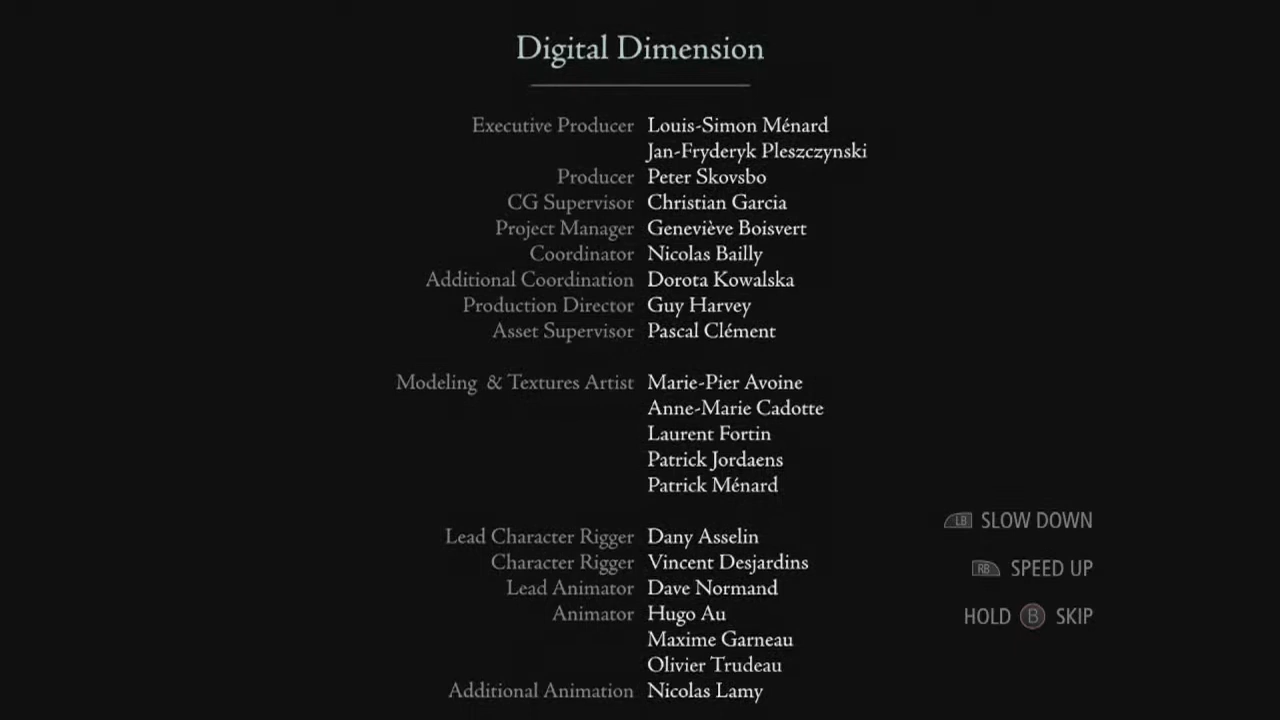 Digital Dimension
Executive Producer Louis-Simon Ménard
Jan-Fryderyk Pleszczynski
Producer Peter Skovsbo
CG Supervisor Christian Garcia
Project Manager Geneviève Boisvert
Coordinator Nicolas Bailly
Additional Coordination Dorota Kowalska
Production Director Guy Harvey
Asset Supervisor Pascal Clément
Modeling & Textures Artist Marie-Pier Avoine
Anne-Marie Cadotte
Laurent Fortin
Patrick Jordaens
Patrick Ménard
Lead Character Rigger Dany Asselin
Character Rigger Vincent Desjardins
Lead Animator Dave Normand
Animator Hugo Au
Maxime Garneau
Olivier Trudeau
Additional Animation Nicolas Lamy
LB SLOW DOWN
RB SPEED UP
HOLD B SKIP